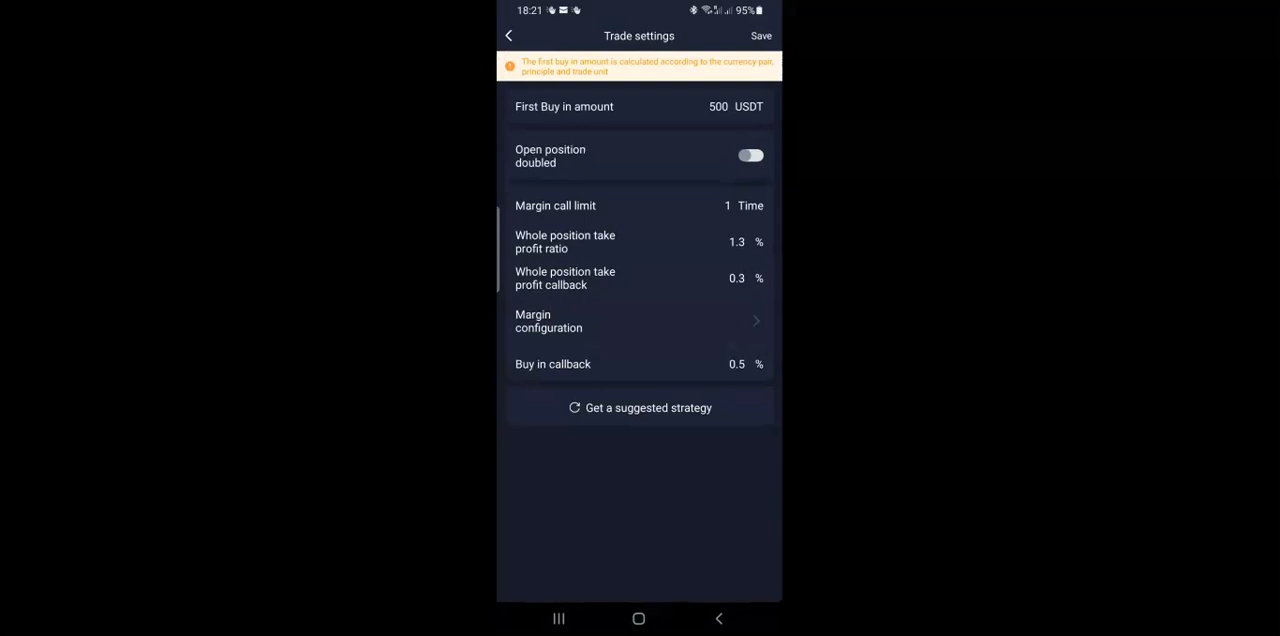 18:21 95%
Trade settings Save
The first buy in amount is calculated according to the currency pair,
principle and trade unit
First Buy in amount 500 USDT
Open position
doubled
Margin call limit 1 Time
Whole position take
profit ratio 1.3 %
Whole position take
profit callback 0.3 %
Margin
configuration
Buy in callback 0.5 %
Get a suggested strategy